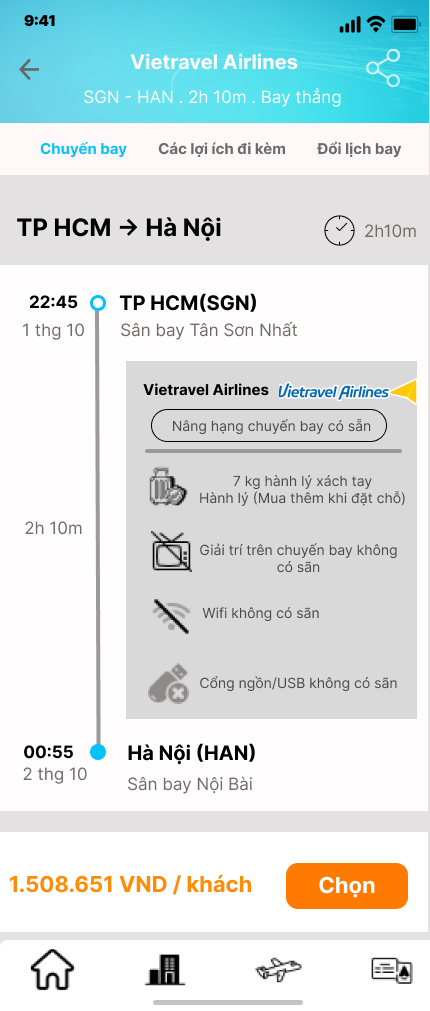 9:41
Vietravel Airlines
SGN - HAN . 2h 10m . Bay thẳng
Chuyến bay
Các lợi ích đi kèm
Đổi lịch bay
TP HCM → Hà Nội
2h10m
22:45
TP HCM(SGN)
1 thg 10
Sân bay Tân Sơn Nhất
Vietravel Airlines
Vietravel Airlines
Nâng hạng chuyến bay có sẵn
7 kg hành lý xách tay
Hành lý (Mua thêm khi đặt chỗ)
2h 10m
Giải trí trên chuyến bay không
có sãn
Wifi không có sãn
Cổng ngồn/USB không có sãn
00:55
Hà Nội (HAN)
2 thg 10
Sân bay Nội Bài
1.508.651 VND / khách
Chọn